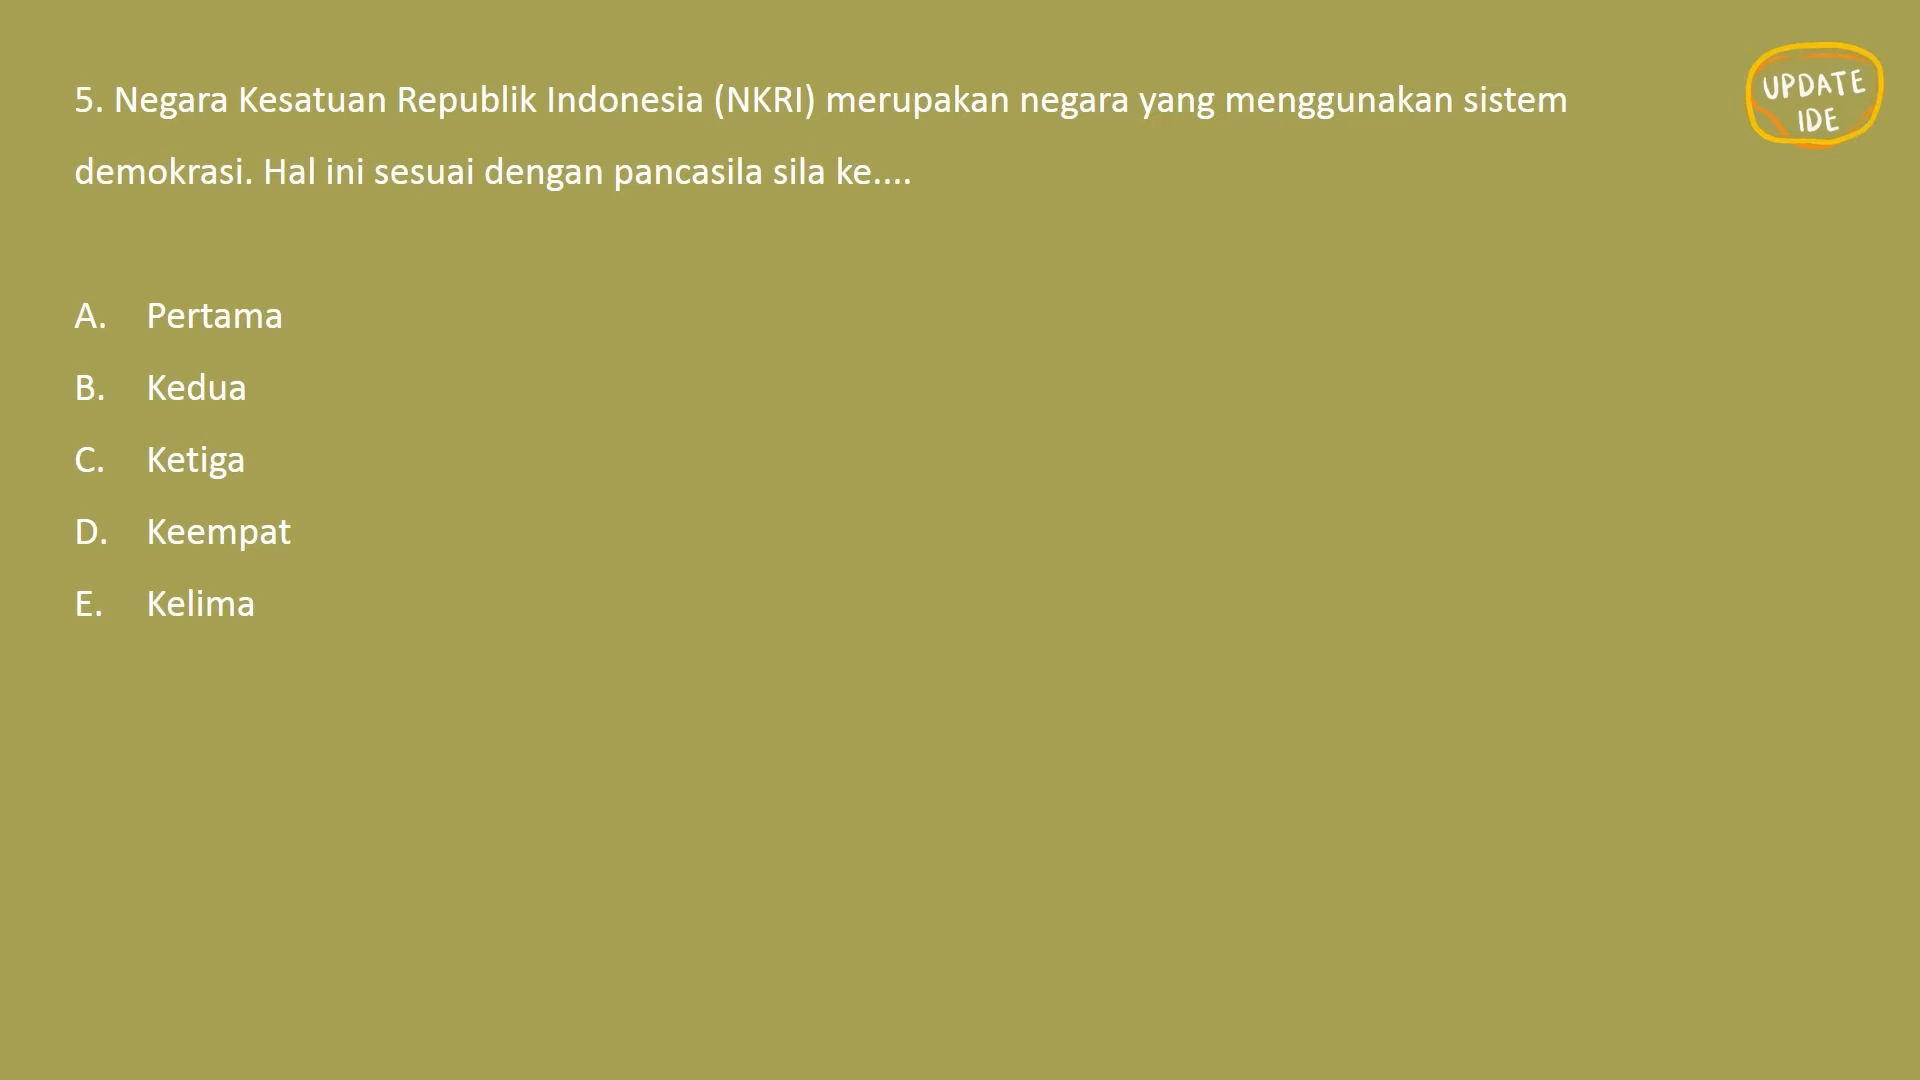 5. Negara Kesatuan Republik Indonesia (NKRI) merupakan negara yang menggunakan sistem
demokrasi. Hal ini sesuai dengan pancasila sila ke....
A. Pertama
B. Kedua
C. Ketiga
D. Keempat
E. Kelima
UPDATE
IDE